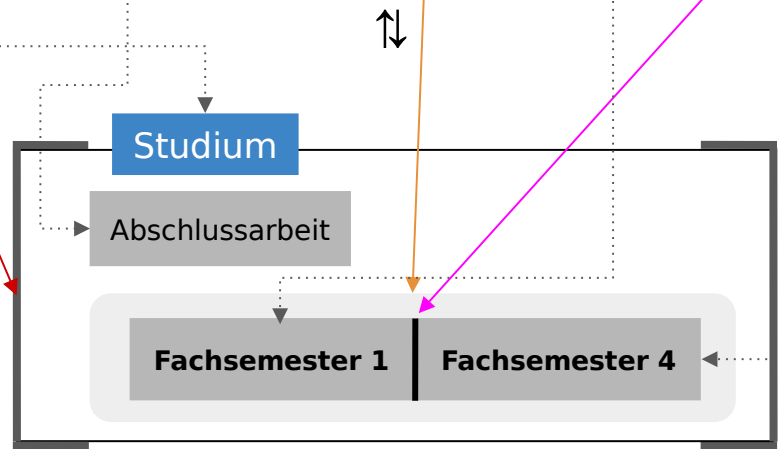 ⇅
Studium
Abschlussarbeit
Fachsemester 1
Fachsemester 4